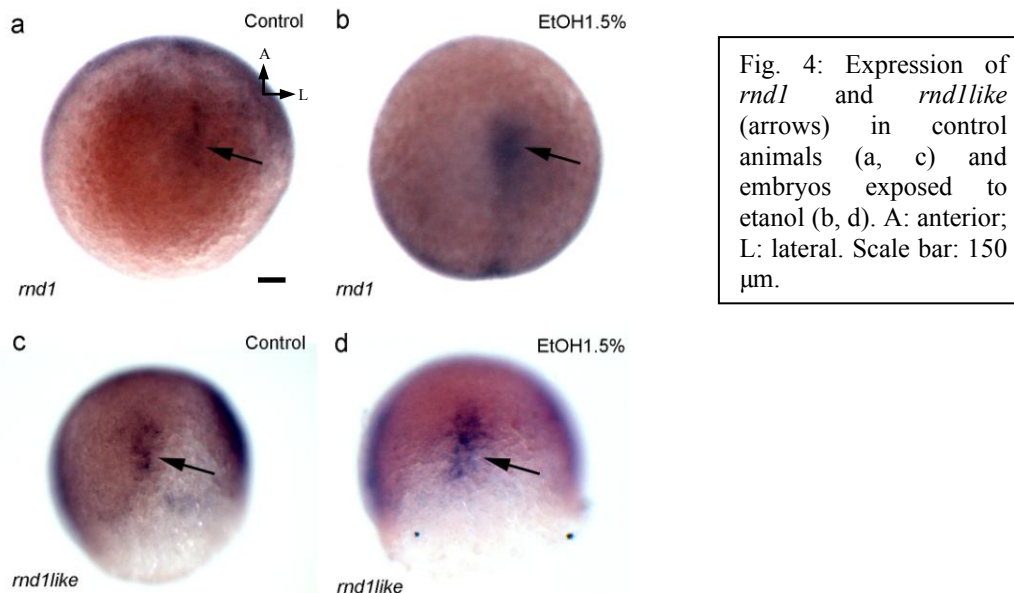 a
Control
A
L
rnd1
b
EtOH1.5%
rnd1
c
Control
rnd1like
d
EtOH1.5%
rnd1like
Fig. 4: Expression of
rnd1 and rnd1like
(arrows) in control
animals (a, c) and
embryos exposed to
etanol (b, d). A: anterior;
L: lateral. Scale bar: 150
μm.